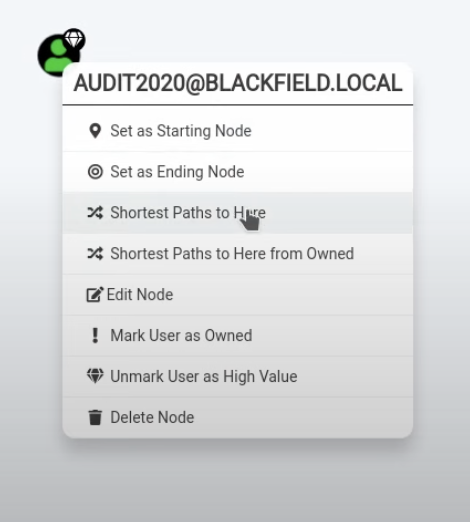 AUDIT2020@BLACKFIELD.LOCAL
Set as Starting Node
Set as Ending Node
Shortest Paths to Here
Shortest Paths to Here from Owned
Edit Node
Mark User as Owned
Unmark User as High Value
Delete Node